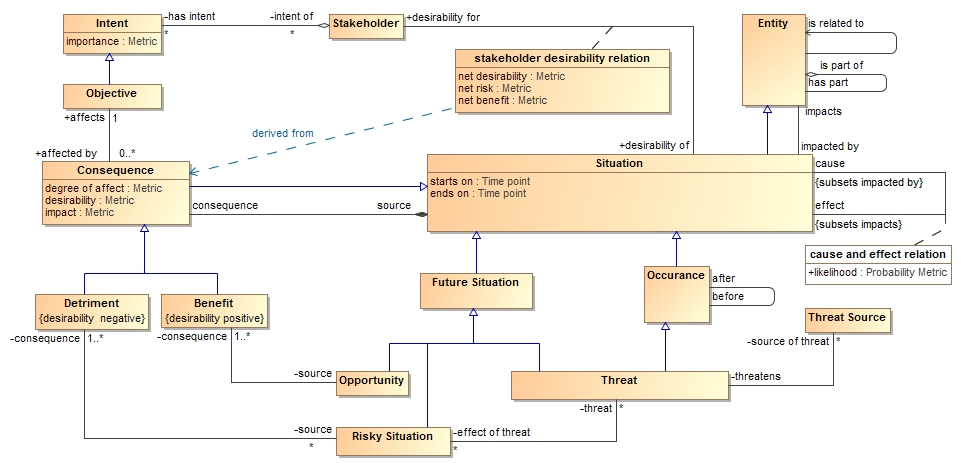 Intent
importance : Metric
-has intent
*
-intent of
*
Stakeholder
+desirability for
Entity
is related to
is part of
has part
stakeholder desirability relation
net desirability : Metric
net risk : Metric
net benefit : Metric
Objective
+affects
1
derived from
impacts
+affected by
0..*
+desirability of
impacted by
Consequence
degree of affect : Metric
desirability : Metric
impact : Metric
Situation
starts on : Time point
ends on : Time point
cause
{subsets impacted by}
consequence
source
effect
{subsets impacts}
cause and effect relation
+likelihood : Probability Metric
Future Situation
Occurance
after
before
Detriment
{desirability negative}
Benefit
{desirability positive}
Threat Source
-consequence
1..*
-consequence
1..*
-source of threat
*
-source
Opportunity
Threat
-threatens
-threat
*
-source
*
Risky Situation
-effect of threat
*